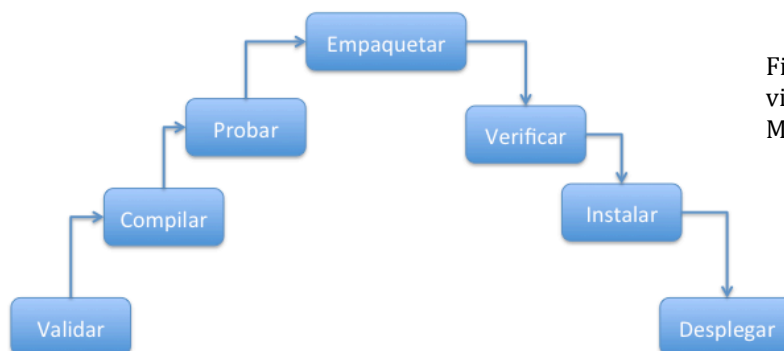 Empaquetar
Probar
Verificar
Compilar
Instalar
Validar
Desplegar